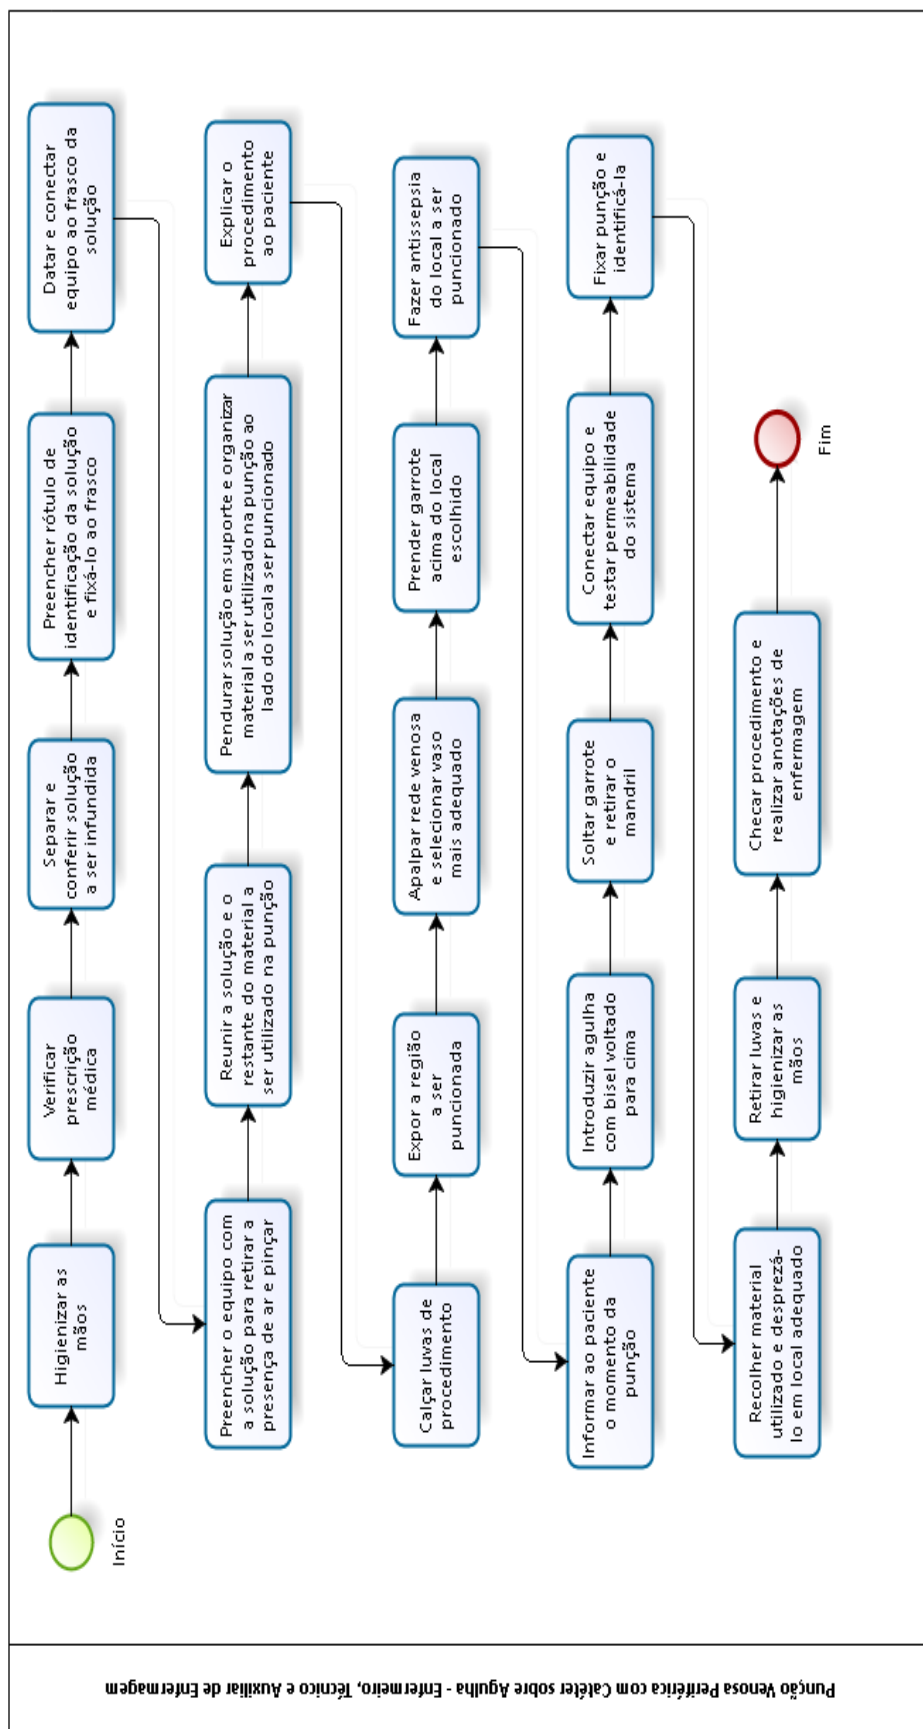 Punção Venosa Periférica com Catéter sobre Agulha - Enfermeiro, Técnico e Auxiliar de Enfermagem
Início
Higienizar as
mãos
Verificar
prescrição
médica
Separar e
conferir solução
a ser infundida
Preencher rótulo de
identificação da solução
e fixá-lo ao frasco
Datar e conectar
equipo ao frasco da
solução
Preencher o equipo com
a solução para retirar a
presença de ar e pinçar
Reunir a solução e o
restante do material a
ser utilizado na punção
Pendurar solução em suporte e organizar
material a ser utilizado na punção ao
lado do local a ser puncionado
Explicar o
procedimento
ao paciente
Calçar luvas de
procedimento
Expor a região
a ser
puncionada
Apalpar rede venosa
e selecionar vaso
mais adequado
Prender garrote
acima do local
escolhido
Fazer antissepsia
do local a ser
puncionado
Informar ao paciente
o momento da
punção
Introduzir agulha
com bisel voltado
para cima
Soltar garrote
e retirar o
mandril
Conectar equipo e
testar permeabilidade
do sistema
Fixar punção e
identificá-la
Recolher material
utilizado e desprezá-
lo em local adequado
Retirar luvas e
higienizar as
mãos
Checar procedimento e
realizar anotações de
enfermagem
Fim